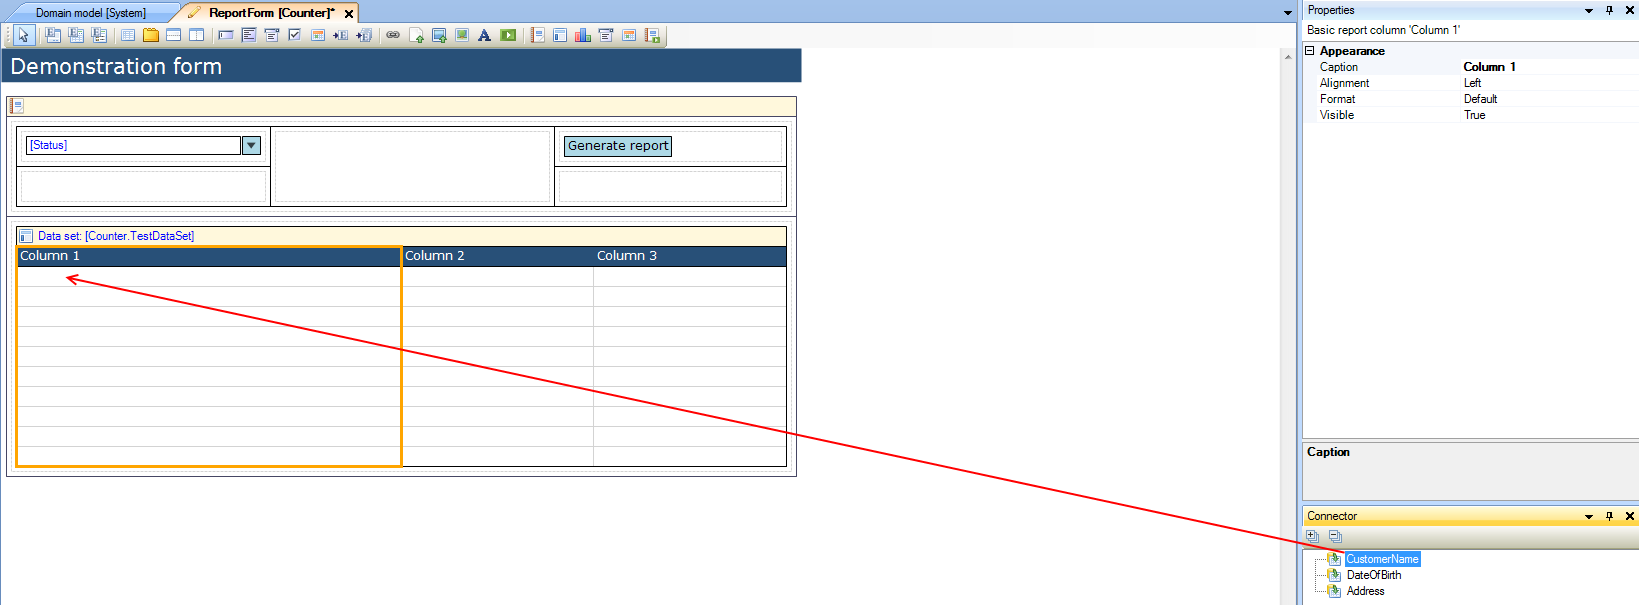 Domain model [System]
ReportForm [Counter]*
Demonstration form
[Status]
Generate report
Data set: [Counter.TestDataSet]
Column 1
Column 2
Column 3
Properties
Basic report column 'Column 1'
Appearance
Caption Column 1
Alignment Left
Format Default
Visible True
Caption
Connector
CustomerName
DateOfBirth
Address